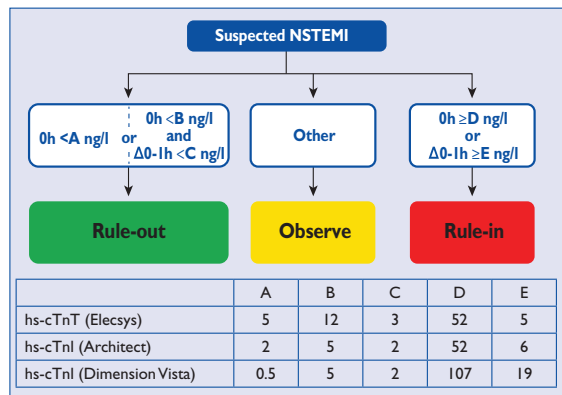 Suspected NSTEMI
0h <A ng/l or
0h <B ng/l
and
Δ0-1h <C ng/l
Other
0h ≥D ng/l
or
Δ0-1h ≥E ng/l
Rule-out
Observe
Rule-in
A B C D E
hs-cTnT (Elecsys) 5 12 3 52 5
hs-cTnI (Architect) 2 5 2 52 6
hs-cTnI (Dimension Vista) 0.5 5 2 107 19